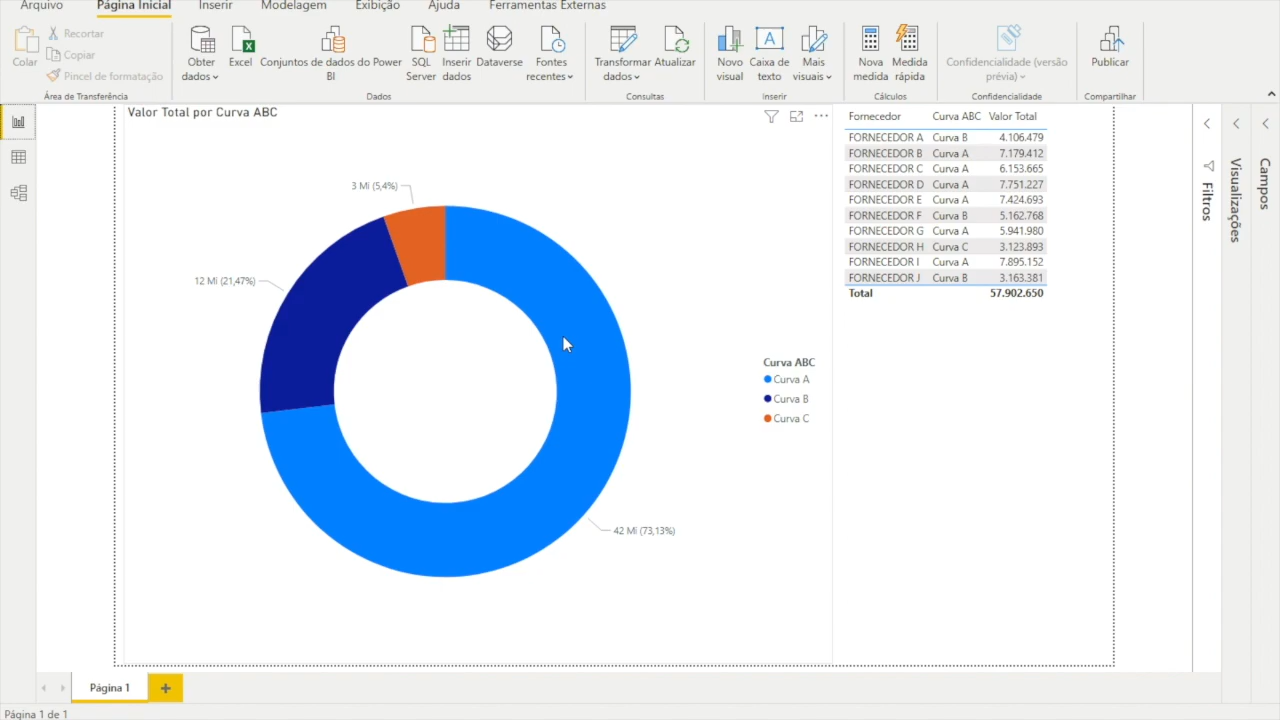 Arquivo Página Inicial Inserir Modelagem Exibição Ajuda Ferramentas Externas
Colar
Recortar
Copiar
Pincel de formatação
Área de Transferência
Obter dados
Excel
Conjuntos de dados do Power BI
SQL Server
Inserir dados
Dataverse
Fontes recentes
Dados
Transformar dados
Atualizar
Consultas
Novo visual
Caixa de texto
Mais visuais
Inserir
Nova medida
Medida rápida
Cálculos
Confidencialidade (versão prévia)
Confidencialidade
Publicar
Compartilhar
Valor Total por Curva ABC
3 Mi (5,4%)
12 Mi (21,47%)
42 Mi (73,13%)
Curva ABC
Curva A
Curva B
Curva C
Fornecedor Curva ABC Valor Total
FORNECEDOR A Curva B 4.106.479
FORNECEDOR B Curva A 7.179.412
FORNECEDOR C Curva A 6.153.665
FORNECEDOR D Curva A 7.751.227
FORNECEDOR E Curva A 7.424.693
FORNECEDOR F Curva B 5.162.768
FORNECEDOR G Curva A 5.941.980
FORNECEDOR H Curva C 3.123.893
FORNECEDOR I Curva A 7.895.152
FORNECEDOR J Curva B 3.163.381
Total 57.902.650
Filtros
Visualizações
Campos
Página 1
Página 1 de 1